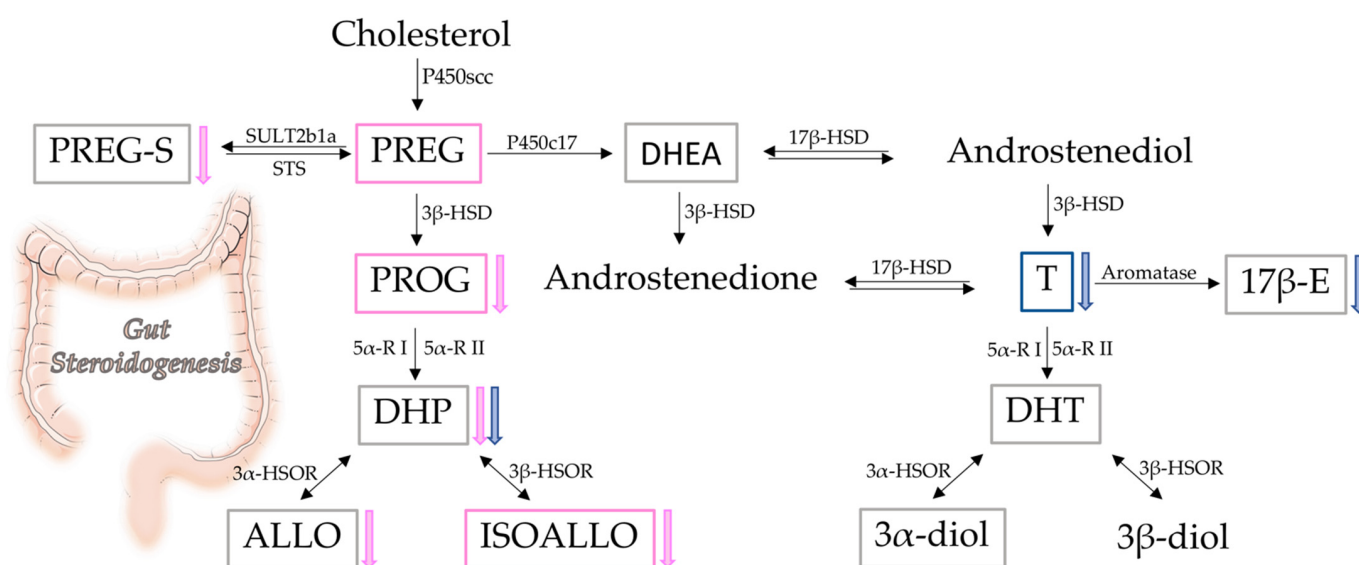 Cholesterol
P450scc
PREG-S
SULT2b1a
STS
PREG
P450c17
DHEA
17β-HSD
Androstenediol
3β-HSD
3β-HSD
3β-HSD
PROG
Androstenedione
17β-HSD
T
Aromatase
17β-E
Gut
Steroidogenesis
5α-R I
5α-R II
5α-R I
5α-R II
DHP
DHT
3α-HSOR
3β-HSOR
3α-HSOR
3β-HSOR
ALLO
ISOALLO
3α-diol
3β-diol